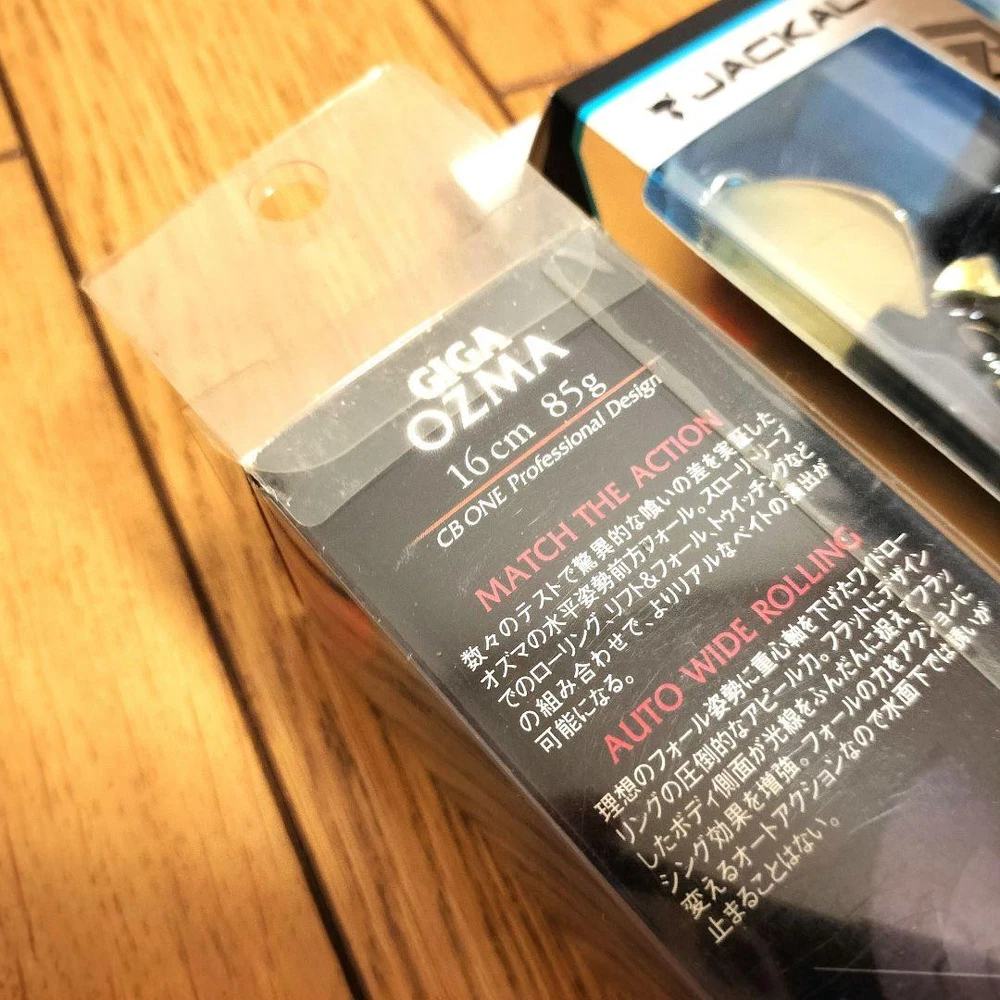 JACKAL
GIGA
OZMA
16cm 85g
CB ONE Professional Design
MATCH THE ACTION
数々のテストで驚異的な喰いの差を実証した
オズマの水平姿勢前方フォール。スローリトリーブ
でのローリング、リフト&フォール、トゥイッチングなど
の組み合わせで、よりリアルなベイトの演出が
可能になる。
AUTO WIDE ROLLING
理想のフォール姿勢に重心軸を下げたワイドロー
リングの圧倒的なアピール力。フラットにデザイン
したボディ側面が光線をふんだんに捉えフラッ
シング効果を増強。フォールの力をアクションに
変えるオートアクションなので水面下では誘いが
止まることはない。